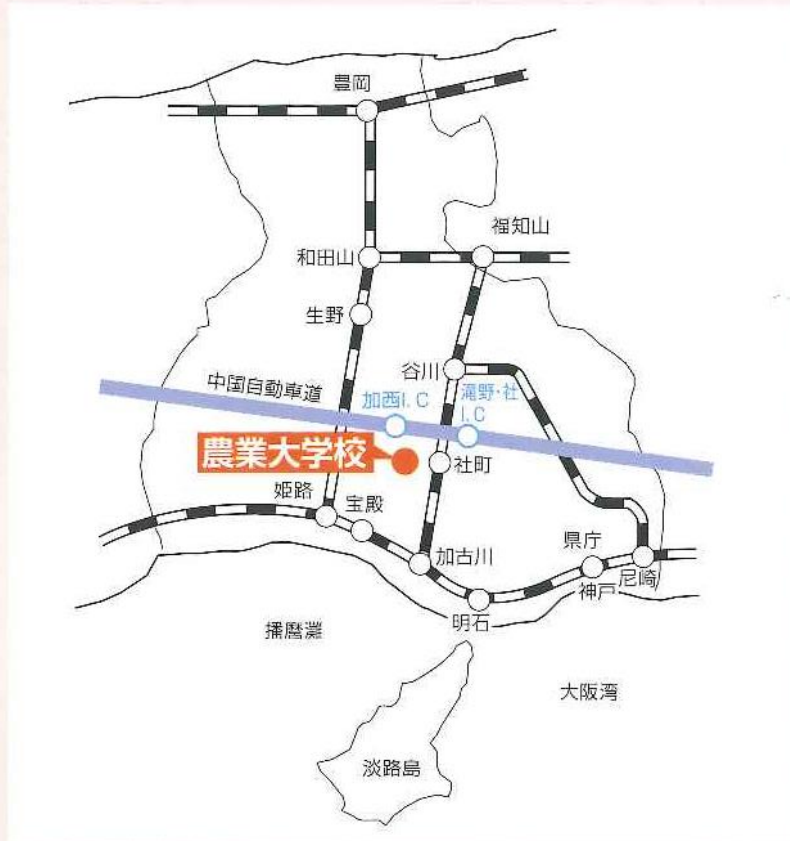 豊岡
福知山
和田山
生野
谷川
中国自動車道
加西I.C
滝野・社
I.C
農業大学校
社町
姫路
宝殿
加古川
県庁
神戸
尼崎
明石
播磨灘
大阪湾
淡路島